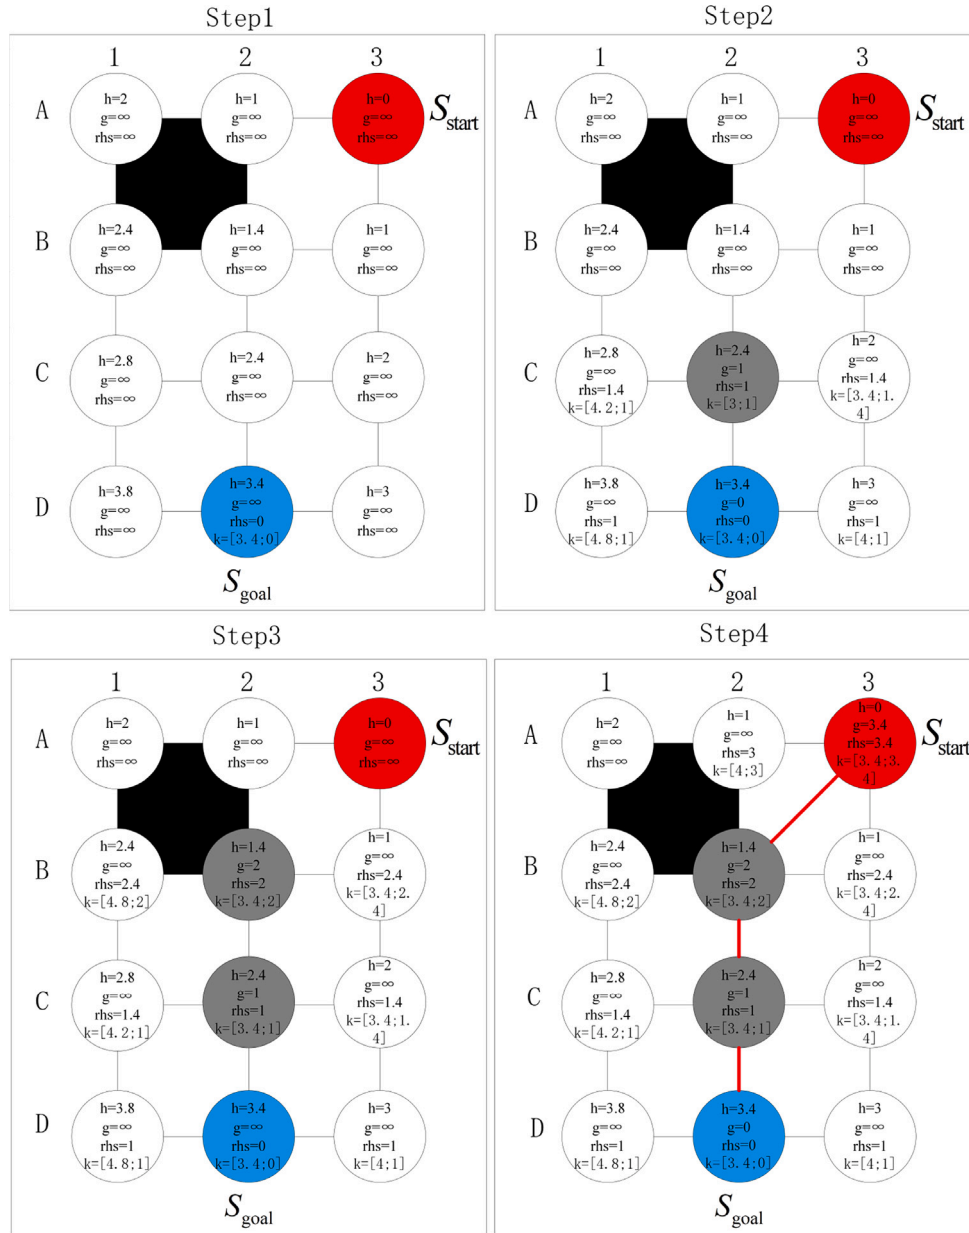 Step1
1
2
3
A
h=2
g=∞
rhs=∞
h=1
g=∞
rhs=∞
h=0
g=∞
rhs=∞
S start
B
h=2.4
g=∞
rhs=∞
h=1.4
g=∞
rhs=∞
h=1
g=∞
rhs=∞
C
h=2.8
g=∞
rhs=∞
h=2.4
g=∞
rhs=∞
h=2
g=∞
rhs=∞
D
h=3.8
g=∞
rhs=∞
h=3.4
g=∞
rhs=0
k=[3.4;0]
h=3
g=∞
rhs=∞
S goal
Step2
1
2
3
A
h=2
g=∞
rhs=∞
h=1
g=∞
rhs=∞
h=0
g=∞
rhs=∞
S start
B
h=2.4
g=∞
rhs=∞
h=1.4
g=∞
rhs=∞
h=1
g=∞
rhs=∞
C
h=2.8
g=∞
rhs=1.4
k=[4.2;1]
h=2.4
g=1
rhs=1
k=[3;1]
h=2
g=∞
rhs=1.4
k=[3.4;1.
4]
D
h=3.8
g=∞
rhs=1
k=[4.8;1]
h=3.4
g=0
rhs=0
k=[3.4;0]
h=3
g=∞
rhs=1
k=[4;1]
S goal
Step3
1
2
3
A
h=2
g=∞
rhs=∞
h=1
g=∞
rhs=∞
h=0
g=∞
rhs=∞
S start
B
h=2.4
g=∞
rhs=2.4
k=[4.8;2]
h=1.4
g=2
rhs=2
k=[3.4;2]
h=1
g=∞
rhs=2.4
k=[3.4;2.
4]
C
h=2.8
g=∞
rhs=1.4
k=[4.2;1]
h=2.4
g=1
rhs=1
k=[3.4;1]
h=2
g=∞
rhs=1.4
k=[3.4;1.
4]
D
h=3.8
g=∞
rhs=1
k=[4.8;1]
h=3.4
g=∞
rhs=0
k=[3.4;0]
h=3
g=∞
rhs=1
k=[4;1]
S goal
Step4
1
2
3
A
h=2
g=∞
rhs=∞
h=1
g=∞
rhs=3
k=[4;3]
h=0
g=3.4
rhs=3.4
k=[3.4;3.
4]
S start
B
h=2.4
g=∞
rhs=2.4
k=[4.8;2]
h=1.4
g=2
rhs=2
k=[3.4;2]
h=1
g=∞
rhs=2.4
k=[3.4;2.
4]
C
h=2.8
g=∞
rhs=1.4
k=[4.2;1]
h=2.4
g=1
rhs=1
k=[3.4;1]
h=2
g=∞
rhs=1.4
k=[3.4;1.
4]
D
h=3.8
g=∞
rhs=1
k=[4.8;1]
h=3.4
g=0
rhs=0
k=[3.4;0]
h=3
g=∞
rhs=1
k=[4;1]
S goal